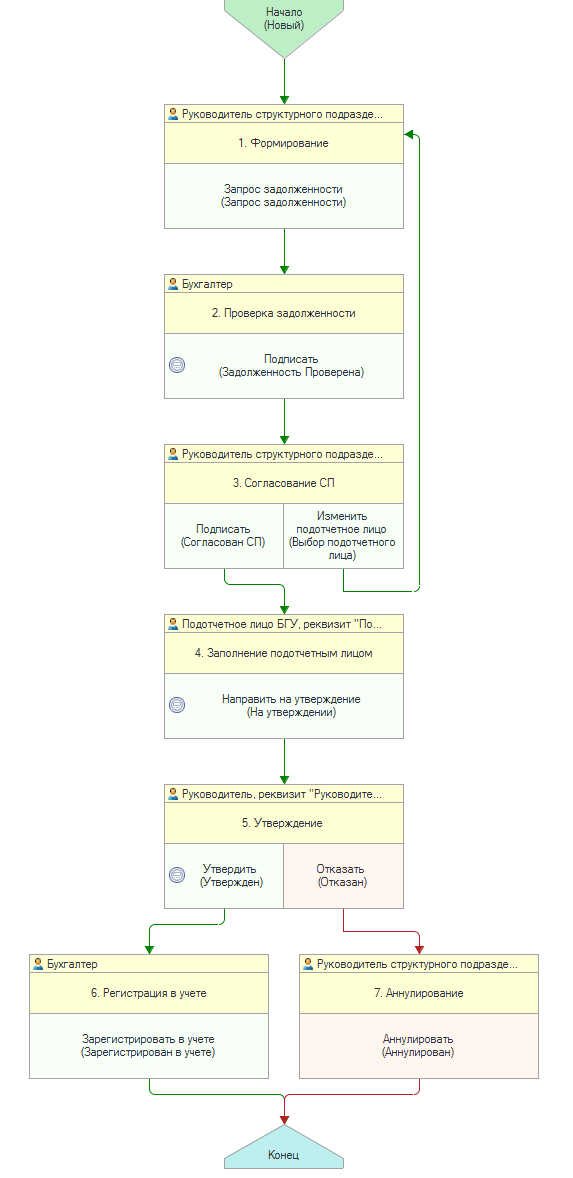 Начало
(Новый)
Руководитель структурного подразде...
1. Формирование
Запрос задолженности
(Запрос задолженности)
Бухгалтер
2. Проверка задолженности
Подписать
(Задолженность Проверена)
Руководитель структурного подразде...
3. Согласование СП
Подписать
(Согласован СП)
Изменить
подотчетное лицо
(Выбор подотчетного
лица)
Подотчетное лицо БГУ, реквизит "По...
4. Заполнение подотчетным лицом
Направить на утверждение
(На утверждении)
Руководитель, реквизит "Руководите...
5. Утверждение
Утвердить
(Утвержден)
Отказать
(Отказан)
Бухгалтер
6. Регистрация в учете
Зарегистрировать в учете
(Зарегистрирован в учете)
Руководитель структурного подразде...
7. Аннулирование
Аннулировать
(Аннулирован)
Конец